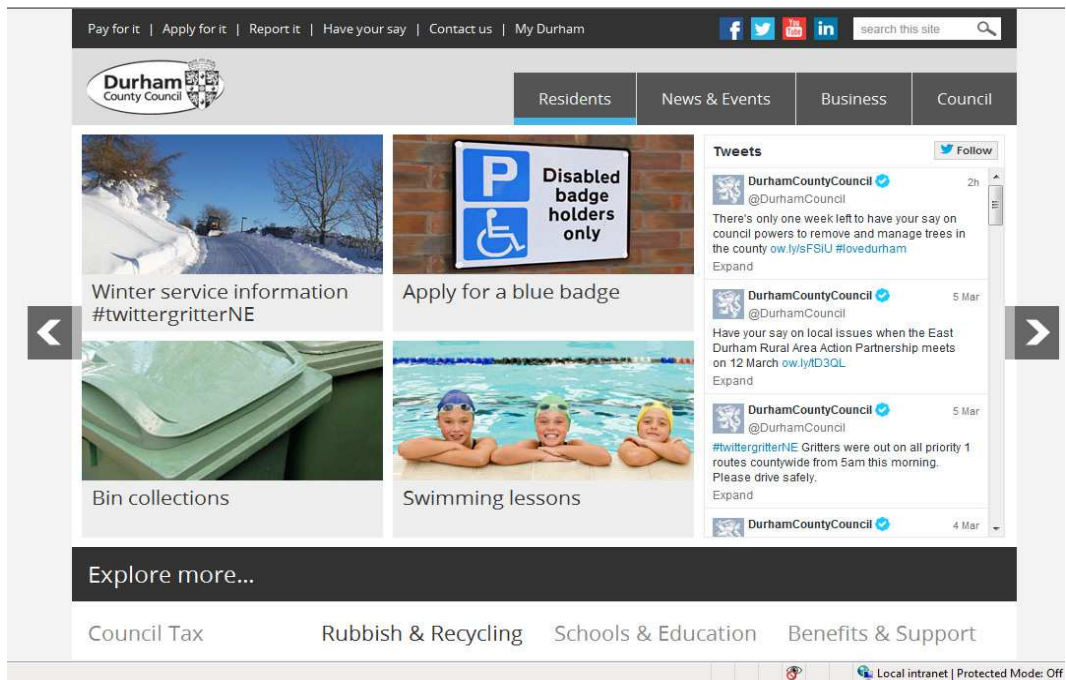 Pay for it | Apply for it | Report it | Have your say | Contact us | My Durham
f You Tube in search this site
Durham
County Council
Residents News & Events Business Council
P Disabled
badge
holders
only
Winter service information
#twittergritterNE
Apply for a blue badge
Bin collections
Swimming lessons
Tweets Follow
DurhamCountyCouncil 2h
@DurhamCouncil
There's only one week left to have your say on
council powers to remove and manage trees in
the county ow.ly/sFSiU #lovedurham
Expand
DurhamCountyCouncil 5 Mar
@DurhamCouncil
Have your say on local issues when the East
Durham Rural Area Action Partnership meets
on 12 March ow.ly/tD3QL
Expand
DurhamCountyCouncil 5 Mar
@DurhamCouncil
#twittergritterNE Gritters were out on all priority 1
routes countywide from 5am this morning.
Please drive safely.
Expand
DurhamCountyCouncil 4 Mar
Explore more...
Council Tax Rubbish & Recycling Schools & Education Benefits & Support
Local intranet | Protected Mode: Off